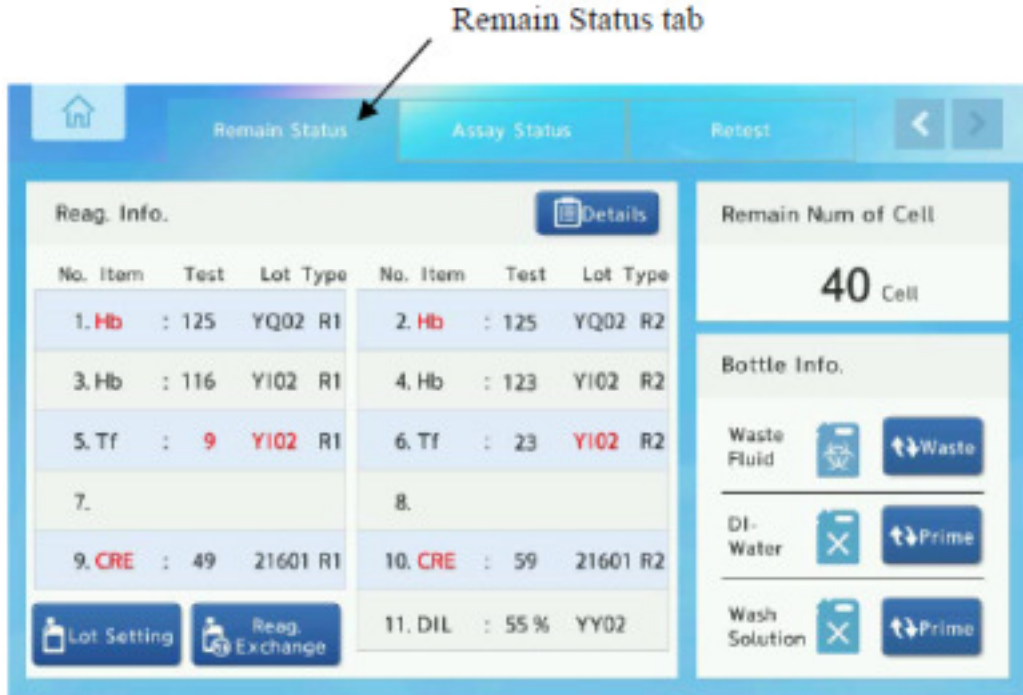 Remain Status tab
Remain Status
Assay Status
Retest
Reag. Info.
Details
No. Item Test Lot Type No. Item Test Lot Type
1. Hb : 125 YQ02 R1 2. Hb : 125 YQ02 R2
3. Hb : 116 YI02 R1 4. Hb : 123 YI02 R2
5. Tf : 9 YI02 R1 6. Tf : 23 YI02 R2
7. 8.
9. CRE : 49 21601 R1 10. CRE : 59 21601 R2
11. DIL : 55 % YY02
Lot Setting
Reag.
Exchange
Remain Num of Cell
40 Cell
Bottle Info.
Waste
Fluid
Waste
DI-
Water
Prime
Wash
Solution
Prime